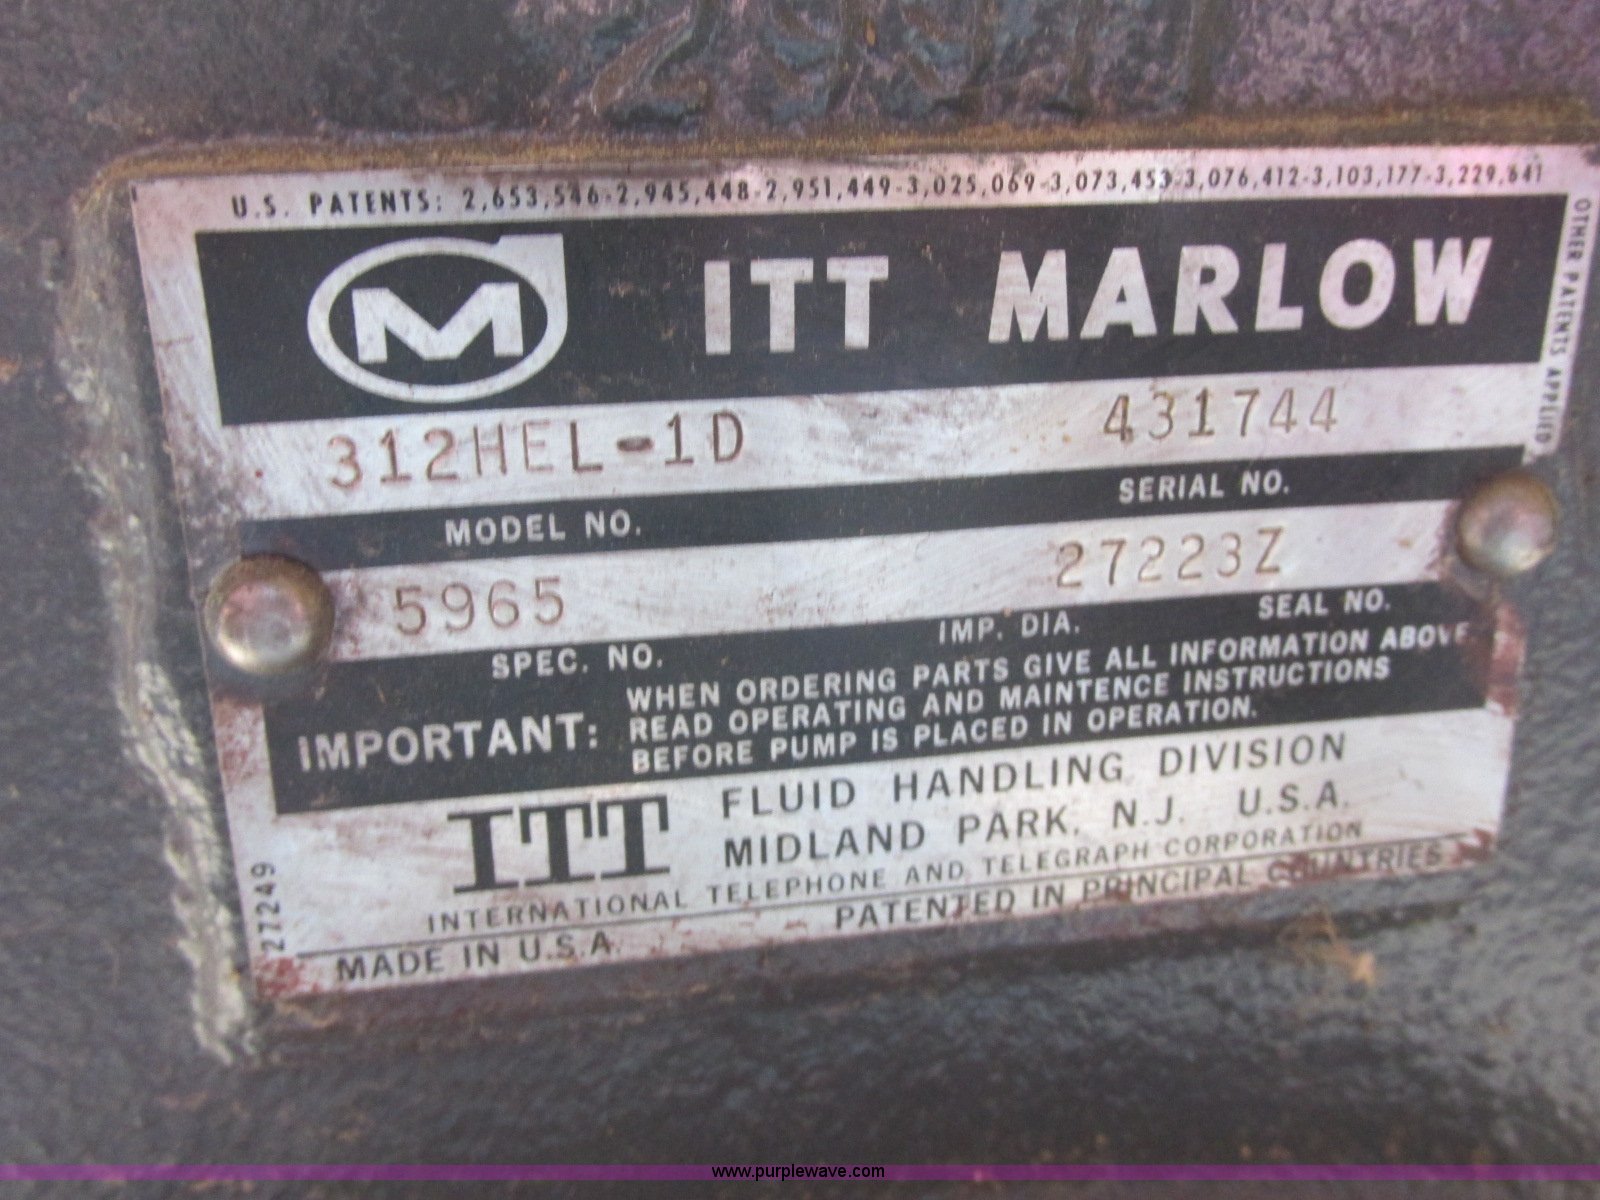 U.S. PATENTS: 2,653,546-2,945,448-2,951,449-3,025,069-3,073,453-3,076,412-3,103,177-3,229,641
OTHER PATENTS APPLIED
M ITT MARLOW
312HEL-1D 431744
MODEL NO. SERIAL NO.
5965 27223Z
SPEC. NO. IMP. DIA. SEAL NO.
IMPORTANT: WHEN ORDERING PARTS GIVE ALL INFORMATION ABOVE
READ OPERATING AND MAINTENCE INSTRUCTIONS
BEFORE PUMP IS PLACED IN OPERATION.
ITT FLUID HANDLING DIVISION
MIDLAND PARK, N.J. U.S.A.
INTERNATIONAL TELEPHONE AND TELEGRAPH CORPORATION
MADE IN U.S.A. PATENTED IN PRINCIPAL COUNTRIES
27249
www.purplewave.com